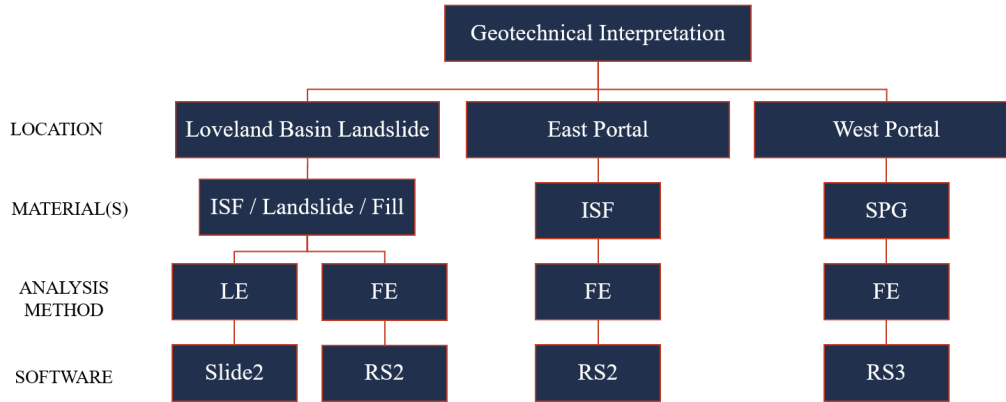 Geotechnical Interpretation
LOCATION
Loveland Basin Landslide
East Portal
West Portal
MATERIAL(S)
ISF / Landslide / Fill
ISF
SPG
ANALYSIS
METHOD
LE
FE
FE
FE
SOFTWARE
Slide2
RS2
RS2
RS3